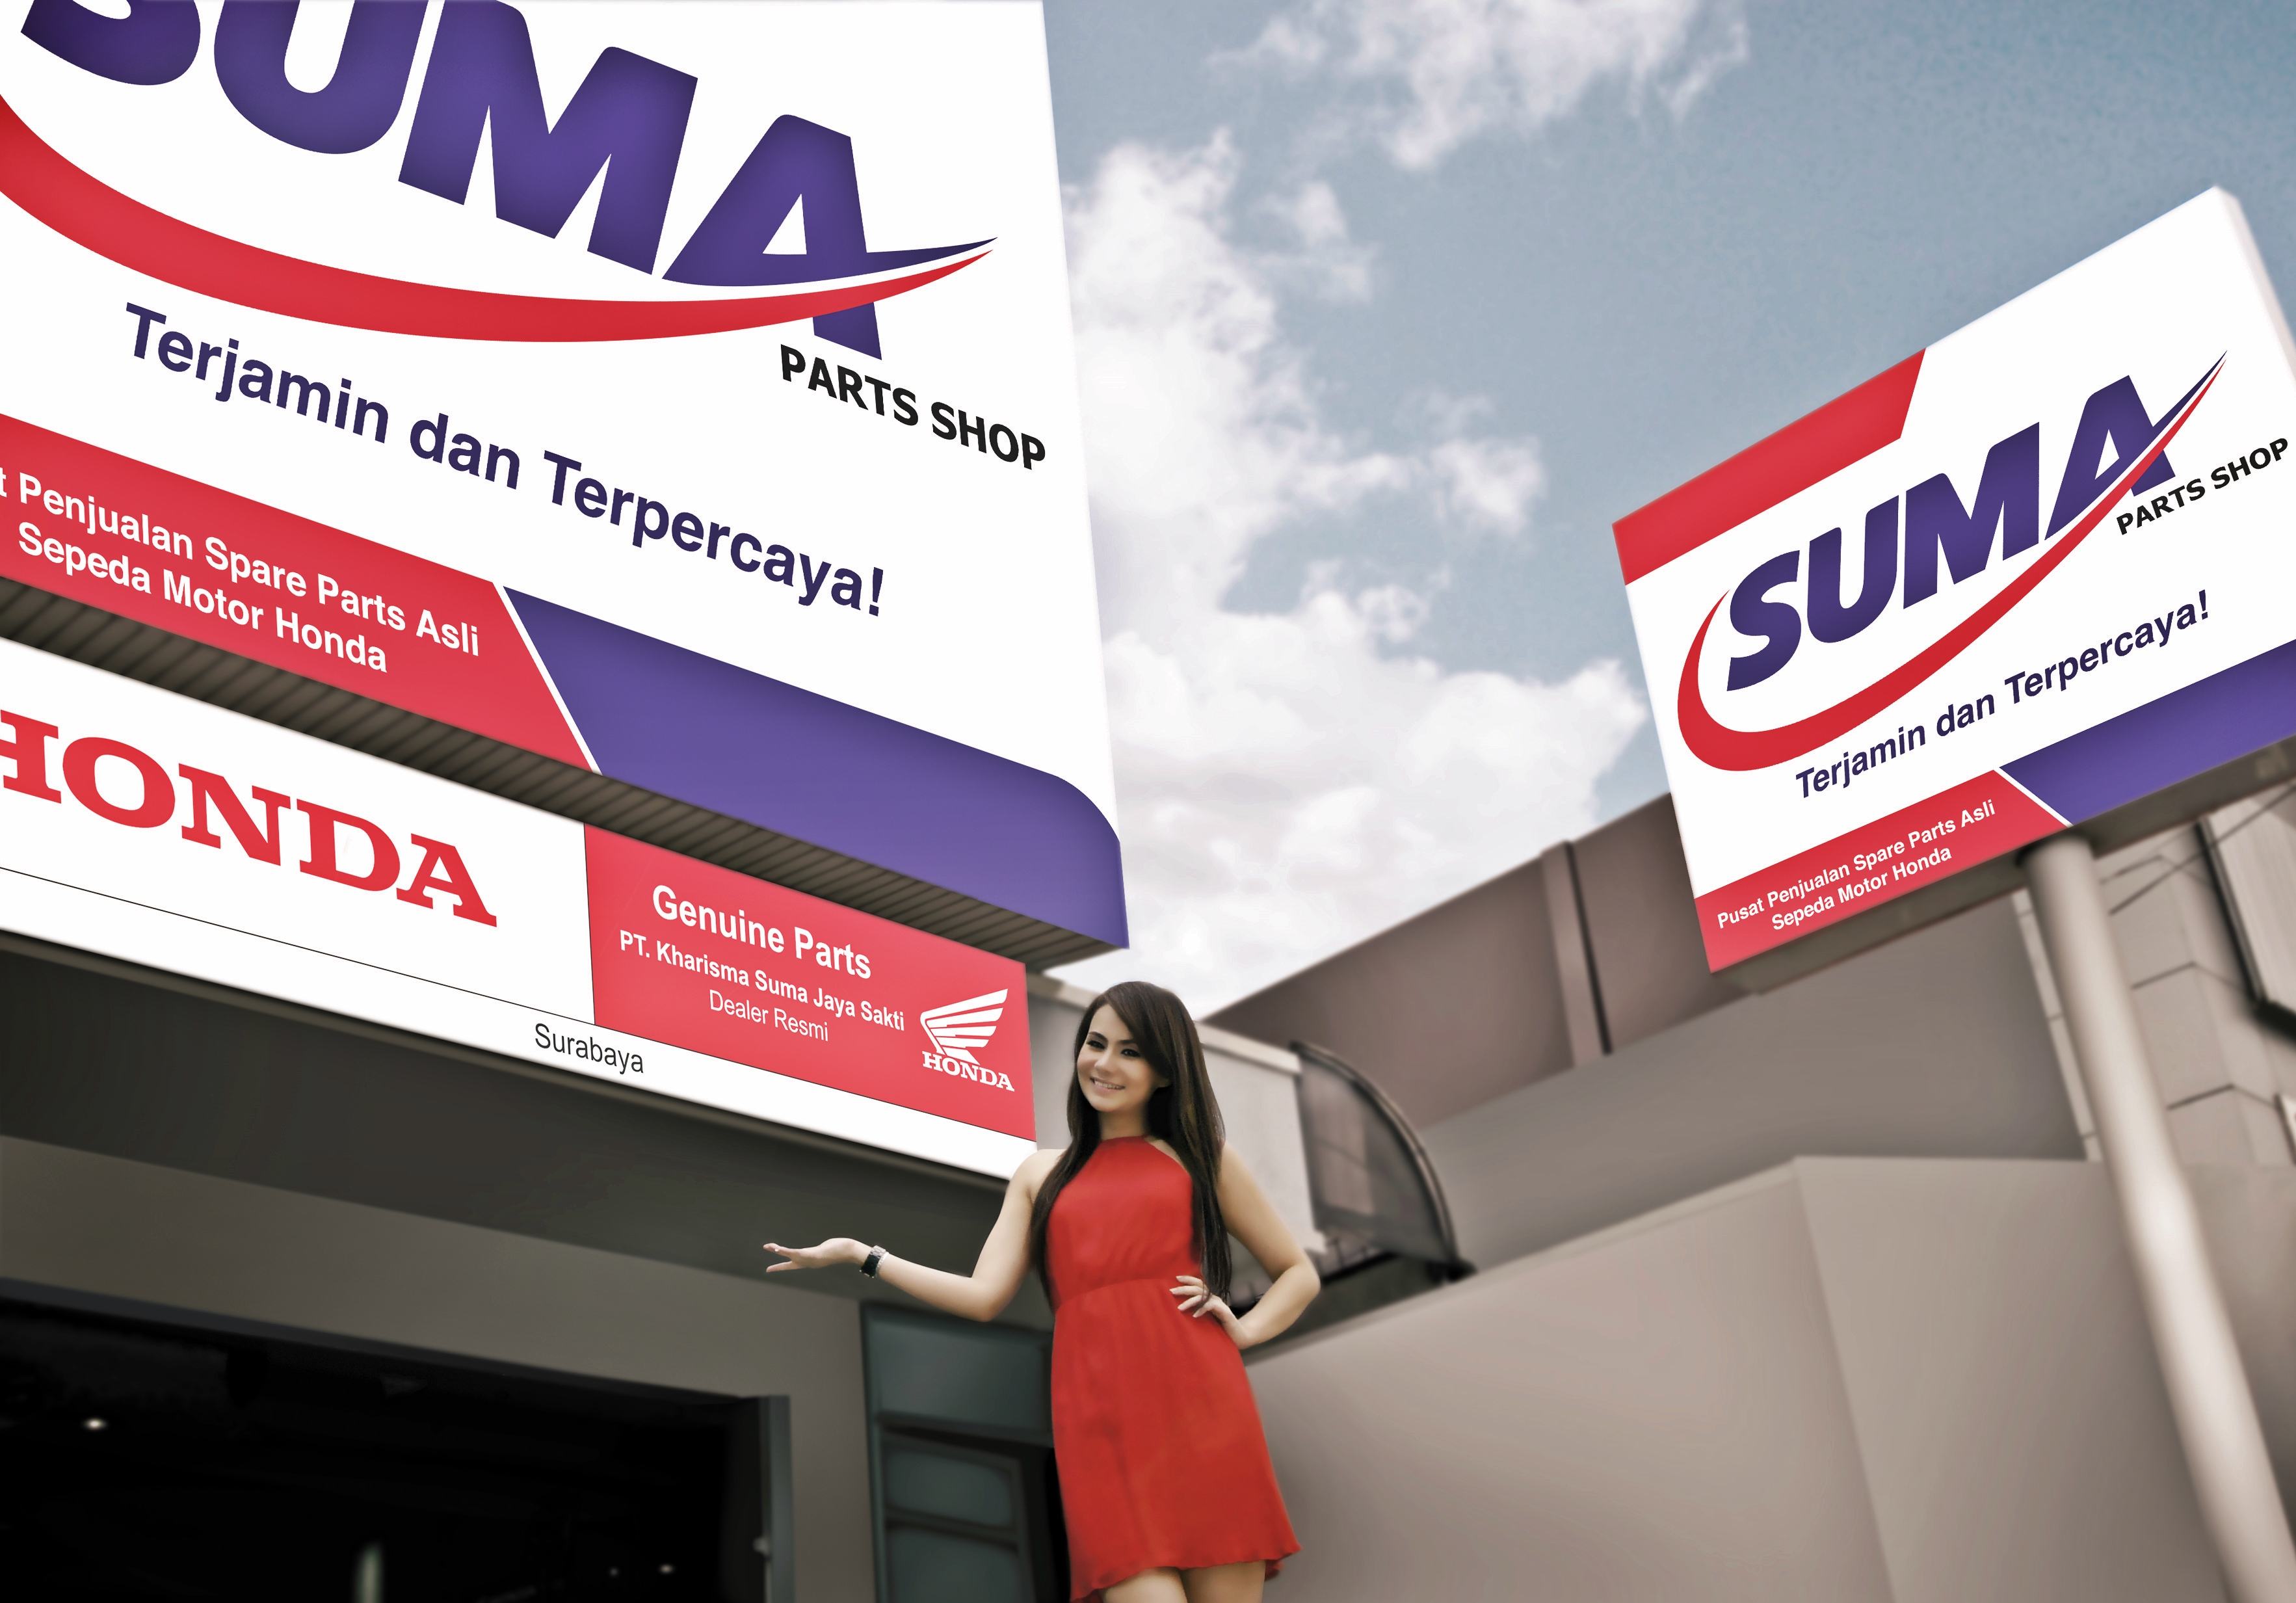 SUMA
PARTS SHOP
Terjamin dan Terpercaya!
Penjualan Spare Parts Asli
Sepeda Motor Honda
HONDA
Genuine Parts
PT. Kharisma Suma Jaya Sakti
Dealer Resmi
HONDA
Surabaya
SUMA
PARTS SHOP
Terjamin dan Terpercaya!
Pusat Penjualan Spare Parts Asli
Sepeda Motor Honda